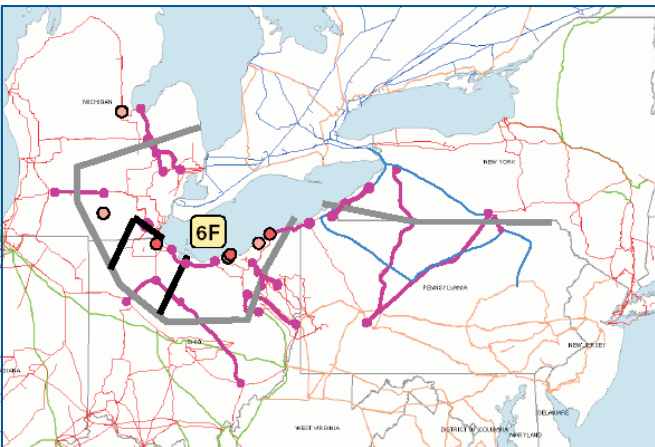 MICHIGAN
NEW YORK
6F
PENNSYLVANIA
OHIO
NEW JERSEY
DELAWARE
WEST VIRGINIA
DISTRICT OF COLUMBIA
MARYLAND